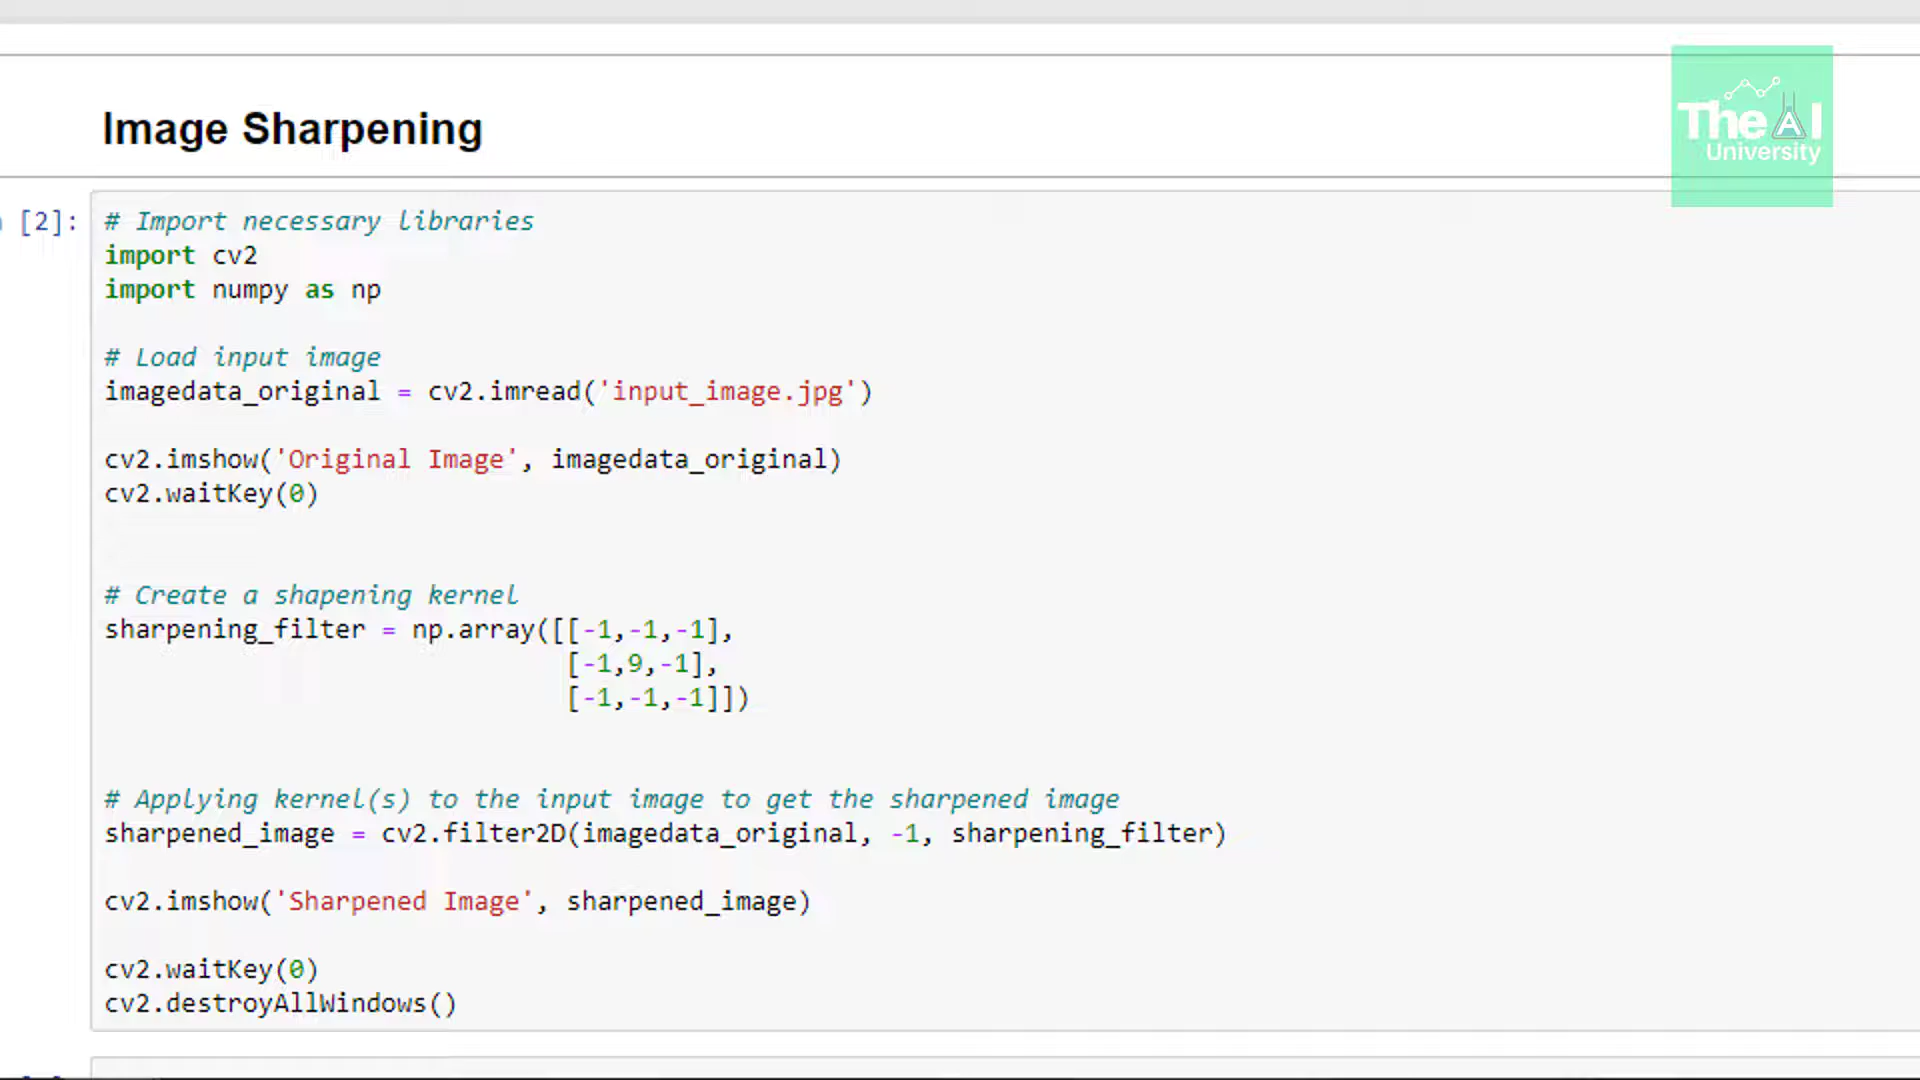 Image Sharpening
The AI
University
[2]:
# Import necessary libraries
import cv2
import numpy as np
# Load input image
imagedata_original = cv2.imread('input_image.jpg')
cv2.imshow('Original Image', imagedata_original)
cv2.waitKey(0)
# Create a shapening kernel
sharpening_filter = np.array([[-1,-1,-1],
[-1,9,-1],
[-1,-1,-1]])
# Applying kernel(s) to the input image to get the sharpened image
sharpened_image = cv2.filter2D(imagedata_original, -1, sharpening_filter)
cv2.imshow('Sharpened Image', sharpened_image)
cv2.waitKey(0)
cv2.destroyAllWindows()